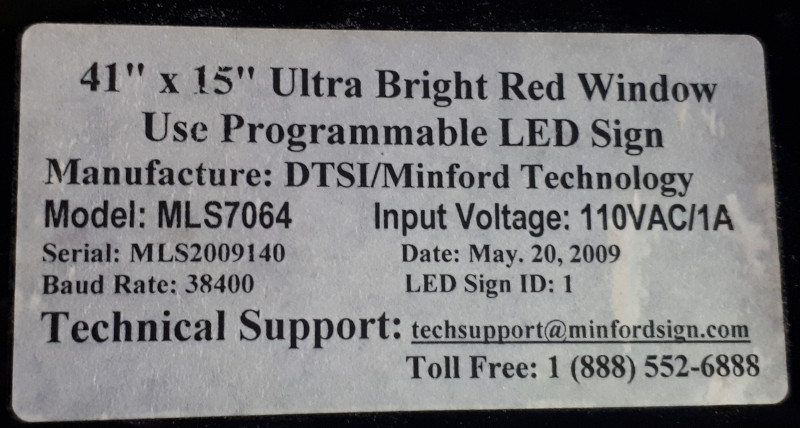 41" x 15" Ultra Bright Red Window
Use Programmable LED Sign
Manufacture: DTSI/Minford Technology
Model: MLS7064 Input Voltage: 110VAC/1A
Serial: MLS2009140 Date: May. 20, 2009
Baud Rate: 38400 LED Sign ID: 1
Technical Support: techsupport@minfordsign.com
Toll Free: 1 (888) 552-6888